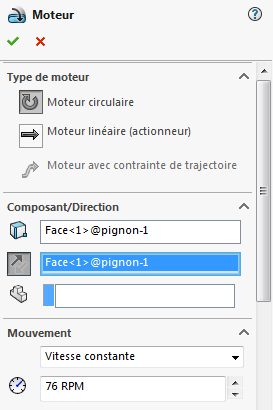 Moteur
Type de moteur
Moteur circulaire
Moteur linéaire (actionneur)
Moteur avec contrainte de trajectoire
Composant/Direction
Face<1>@pignon-1
Face<1>@pignon-1
Mouvement
Vitesse constante
76 RPM